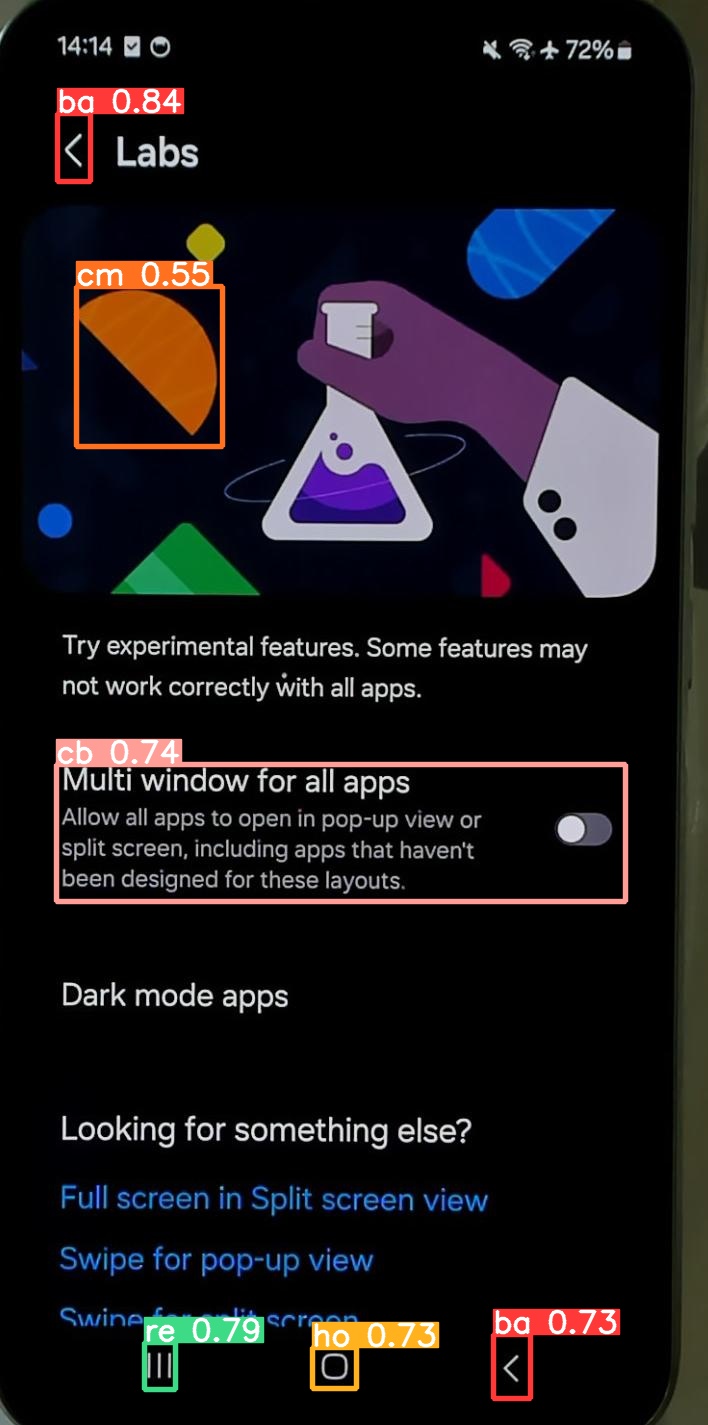 14:14 72%
ba 0.84
Labs
cm 0.55
Try experimental features. Some features may
not work correctly with all apps.
cb 0.74
Multi window for all apps
Allow all apps to open in pop-up view or
split screen, including apps that haven't
been designed for these layouts.
Dark mode apps
Looking for something else?
Full screen in Split screen view
Swipe for pop-up view
Swipe for split screen
re 0.79
ho 0.73
ba 0.73